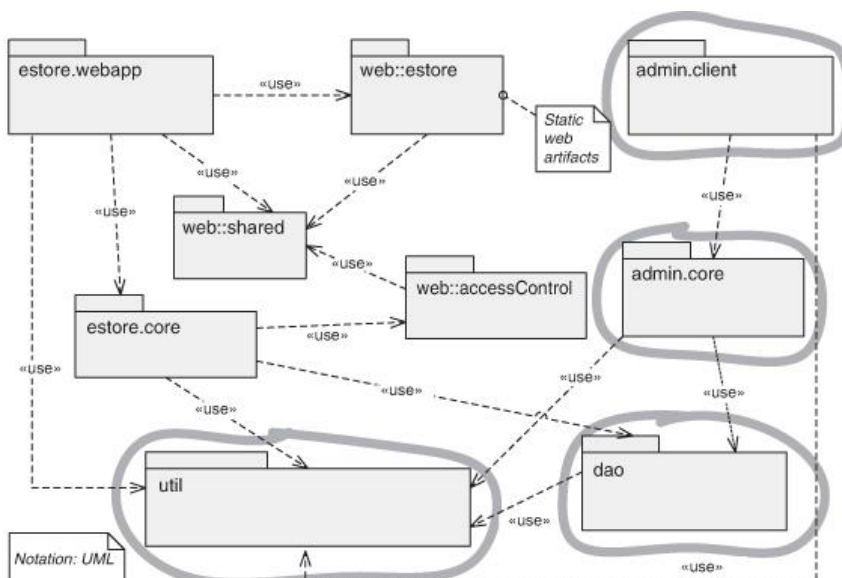 estore.webapp
«use»
web::estore
admin.client
Static
web
artifacts
«use»
«use»
«use»
«use»
web::shared
«use»
web::accessControl
admin.core
estore.core
«use»
«use»
«use»
«use»
«use»
«use»
util
dao
«use»
Notation: UML
«use»